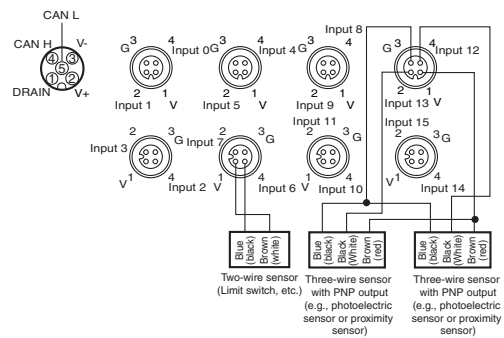 CAN L
CAN H
V-
4
3
5
1
2
DRAIN
V+
3
4
G
Input 0
2
1
Input 1
V
3
4
G
Input 4
2
1
Input 5
V
Input 8
3
4
G
2
1
Input 9
V
3
4
G
Input 12
2
1
Input 13
V
2
3
G
Input 3
1
4
V
Input 2
2
3
G
Input 7
1
4
V
Input 6
Input 11
2
3
G
1
4
V
Input 10
Input 15
2
3
G
1
4
V
Input 14
Blue (black)
Brown (white)
Blue (black)
Black (White)
Brown (red)
Blue (black)
Black (White)
Brown (red)
Two-wire sensor
(Limit switch, etc.)
Three-wire sensor
with PNP output
(e.g., photoelectric
sensor or proximity
sensor)
Three-wire sensor
with PNP output
(e.g., photoelectric
sensor or proximity
sensor)